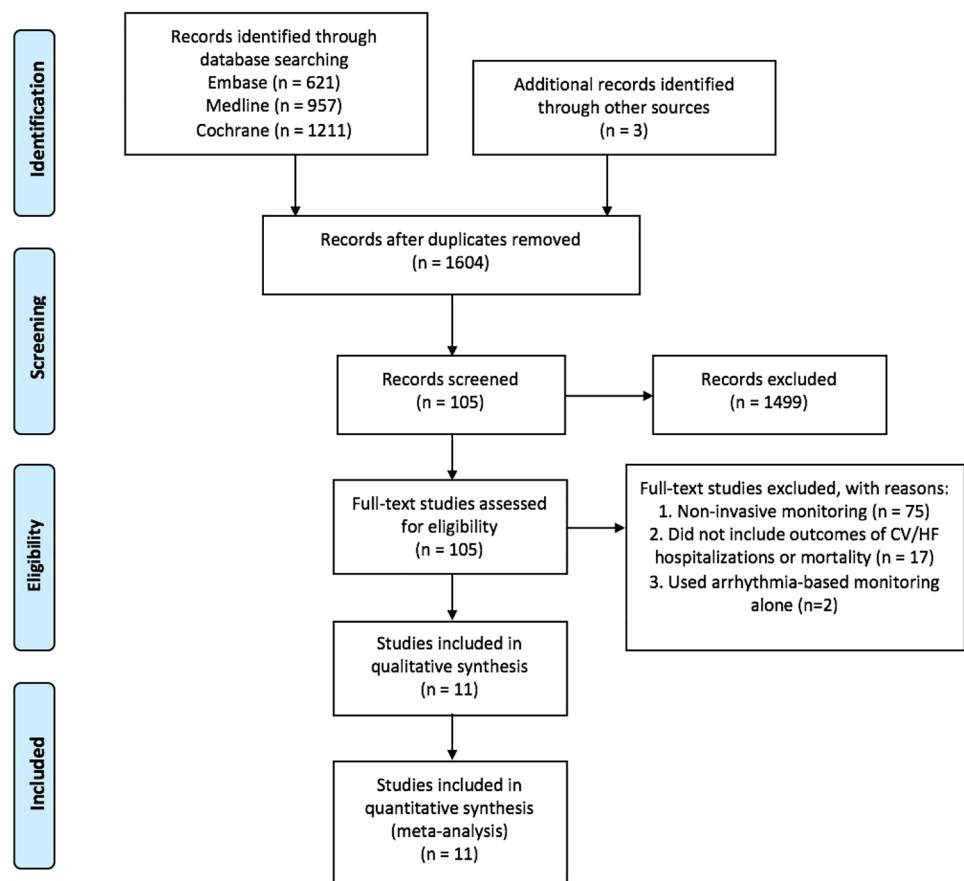 Identification
Records identified through
database searching
Embase (n = 621)
Medline (n = 957)
Cochrane (n = 1211)
Additional records identified
through other sources
(n = 3)
Records after duplicates removed
(n = 1604)
Screening
Records screened
(n = 105)
Records excluded
(n = 1499)
Eligibility
Full-text studies assessed
for eligibility
(n = 105)
Full-text studies excluded, with reasons:
1. Non-invasive monitoring (n = 75)
2. Did not include outcomes of CV/HF
hospitalizations or mortality (n = 17)
3. Used arrhythmia-based monitoring
alone (n=2)
Studies included in
qualitative synthesis
(n = 11)
Included
Studies included in
quantitative synthesis
(meta-analysis)
(n = 11)